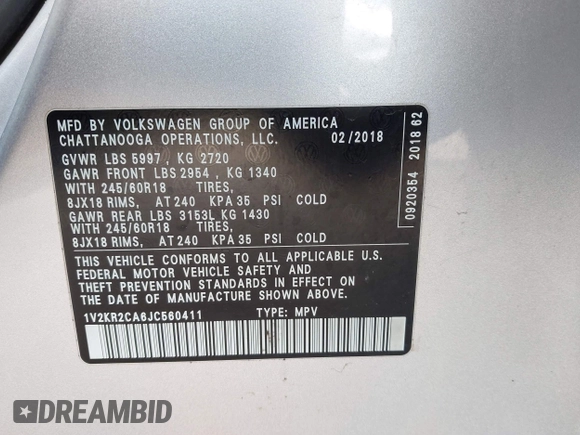 MFD BY VOLKSWAGEN GROUP OF AMERICA
CHATTANOOGA OPERATIONS, LLC. 02/2018
GVWR LBS 5997, KG 2720
GAWR FRONT LBS 2954, KG 1340
WITH 245/60R18 TIRES,
8JX18 RIMS, AT 240 KPA 35 PSI COLD
GAWR REAR LBS 3153L KG 1430
WITH 245/60R18 TIRES,
8JX18 RIMS, AT 240 KPA 35 PSI COLD
THIS VEHICLE CONFORMS TO ALL APPLICABLE U.S.
FEDERAL MOTOR VEHICLE SAFETY AND
THEFT PREVENTION STANDARDS IN EFFECT ON
THE DATE OF MANUFACTURE SHOWN ABOVE.
1V2KR2CA6JC560411 TYPE: MPV
0920354 2018 62
DREAMBID